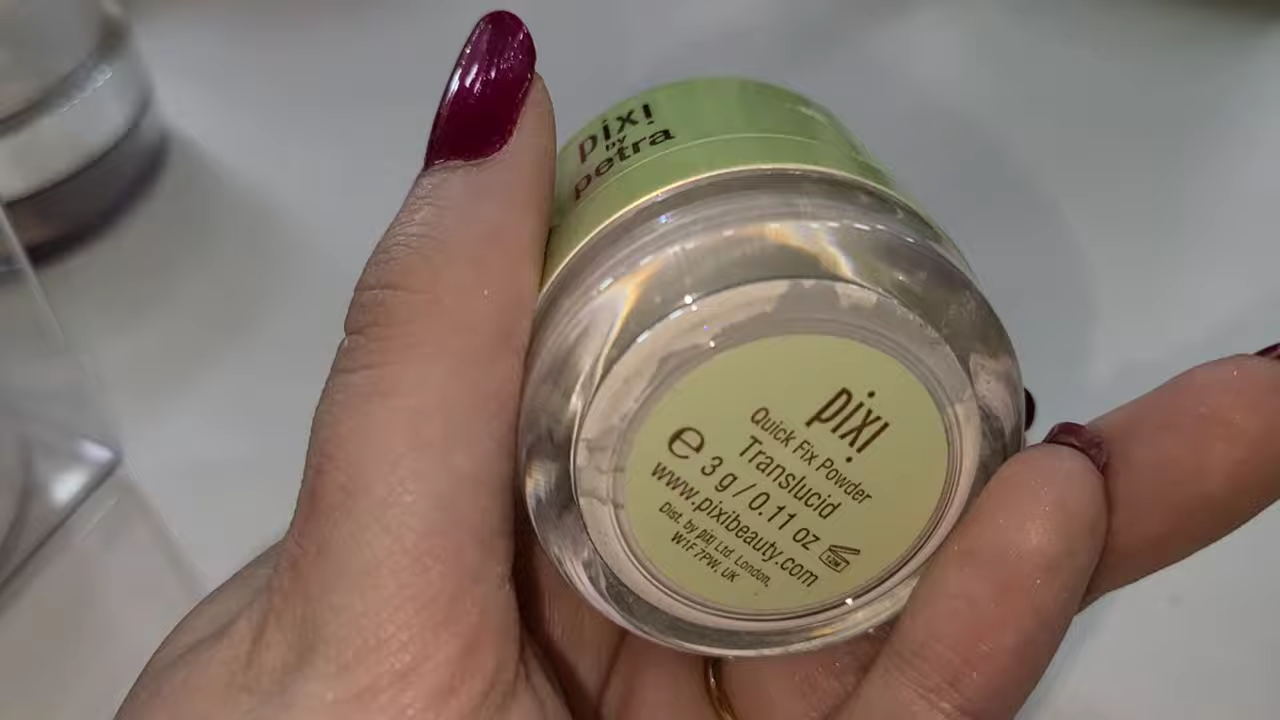 pixi
by
petra
pixi
Quick Fix Powder
Translucid
e 3 g / 0.11 oz 12M
www.pixibeauty.com
Dist. by pixi Ltd. London,
W1F 7PW, UK